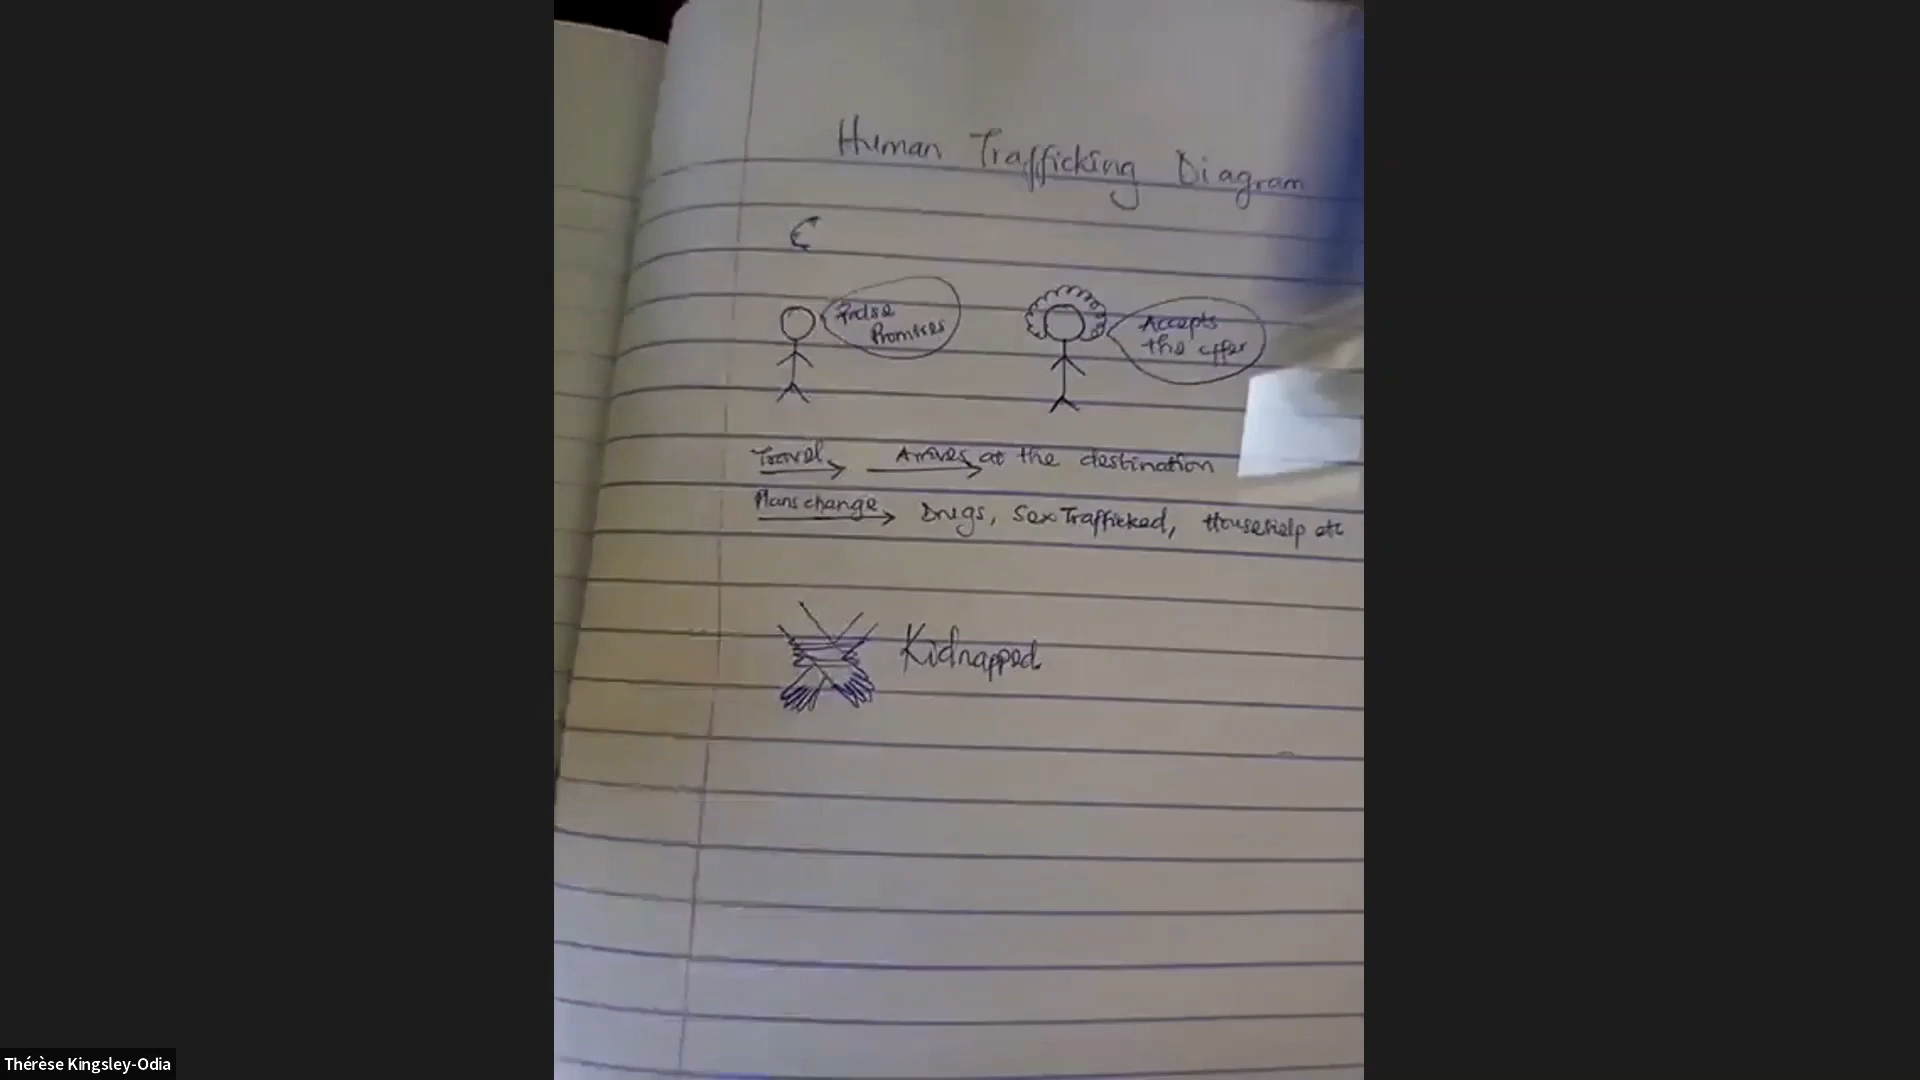 Human Trafficking Diagram
False
Promises
Accepts
the offer
Travel Arrives at the destination
Plans change Drugs, Sex Trafficked, Househelp etc
Kidnapped
Thérèse Kingsley-Odia